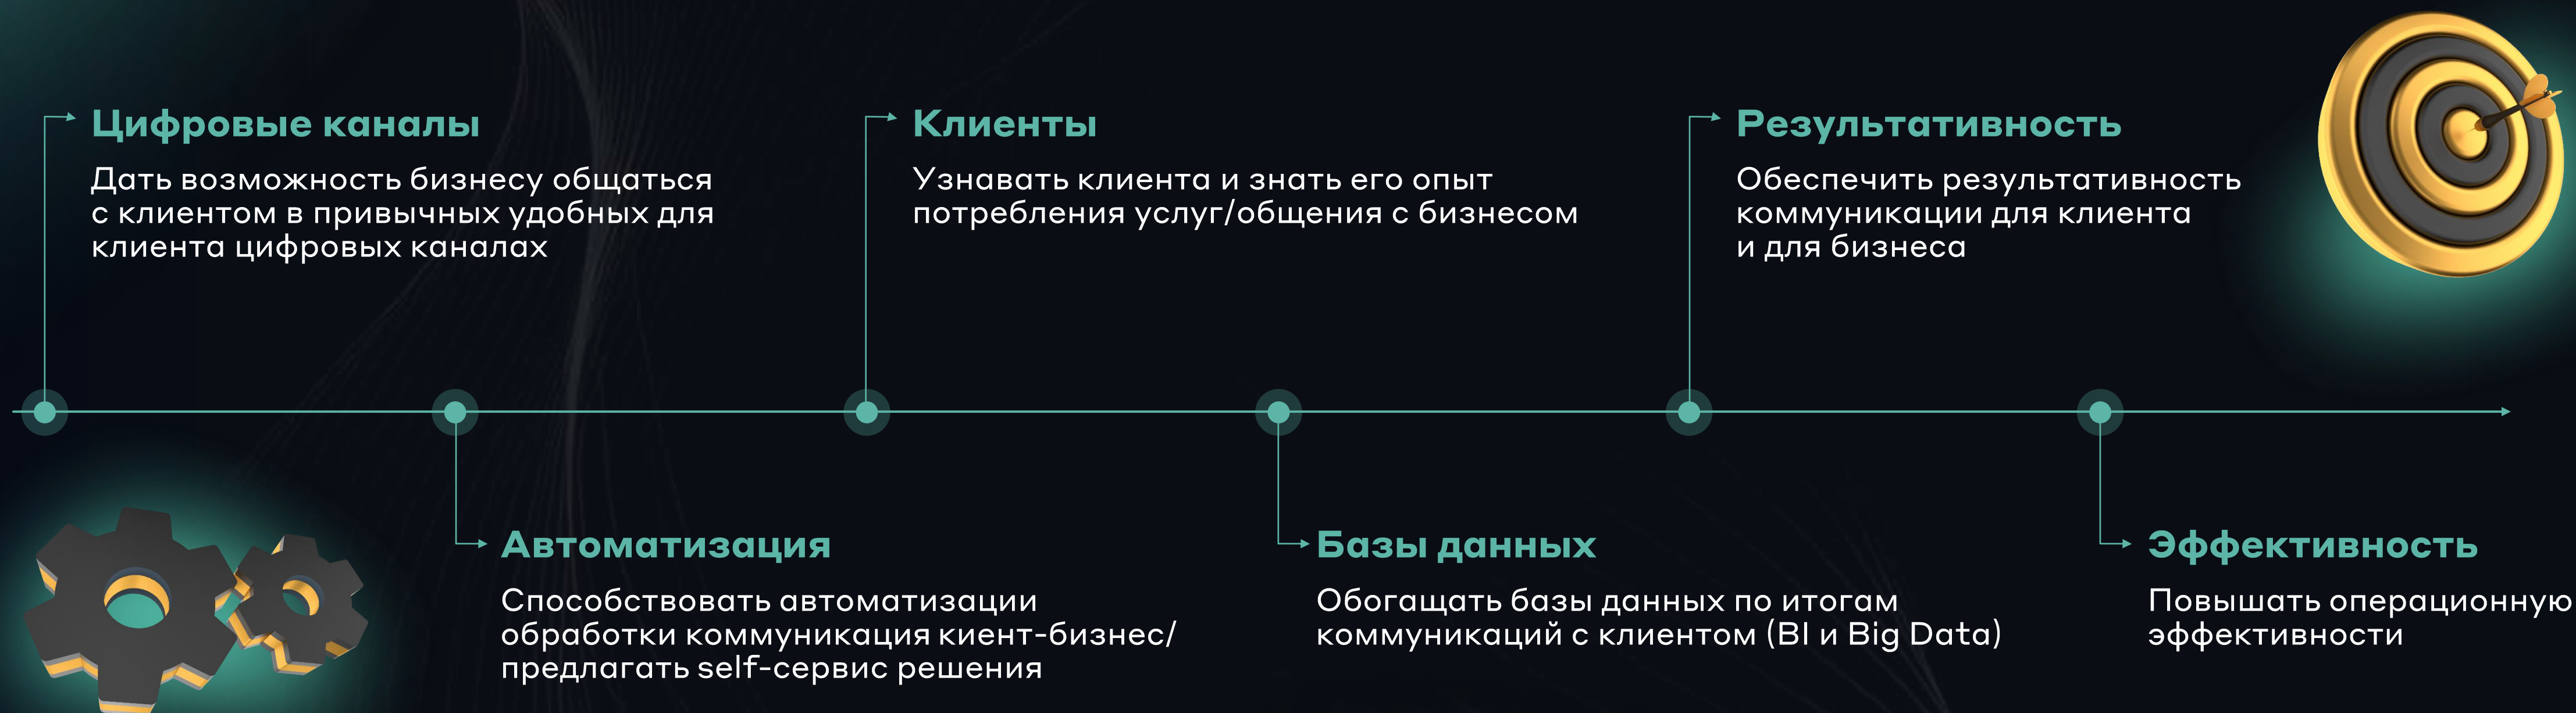 Цифровые каналы
Дать возможность бизнесу общаться
с клиентом в привычных удобных для
клиента цифровых каналах
Клиенты
Узнавать клиента и знать его опыт
потребления услуг/общения с бизнесом
Результативность
Обеспечить результативность
коммуникации для клиента
и для бизнеса
Автоматизация
Способствовать автоматизации
обработки коммуникация киент-бизнес/
предлагать self-сервис решения
Базы данных
Обогащать базы данных по итогам
коммуникаций с клиентом (BI и Big Data)
Эффективность
Повышать операционную
эффективности